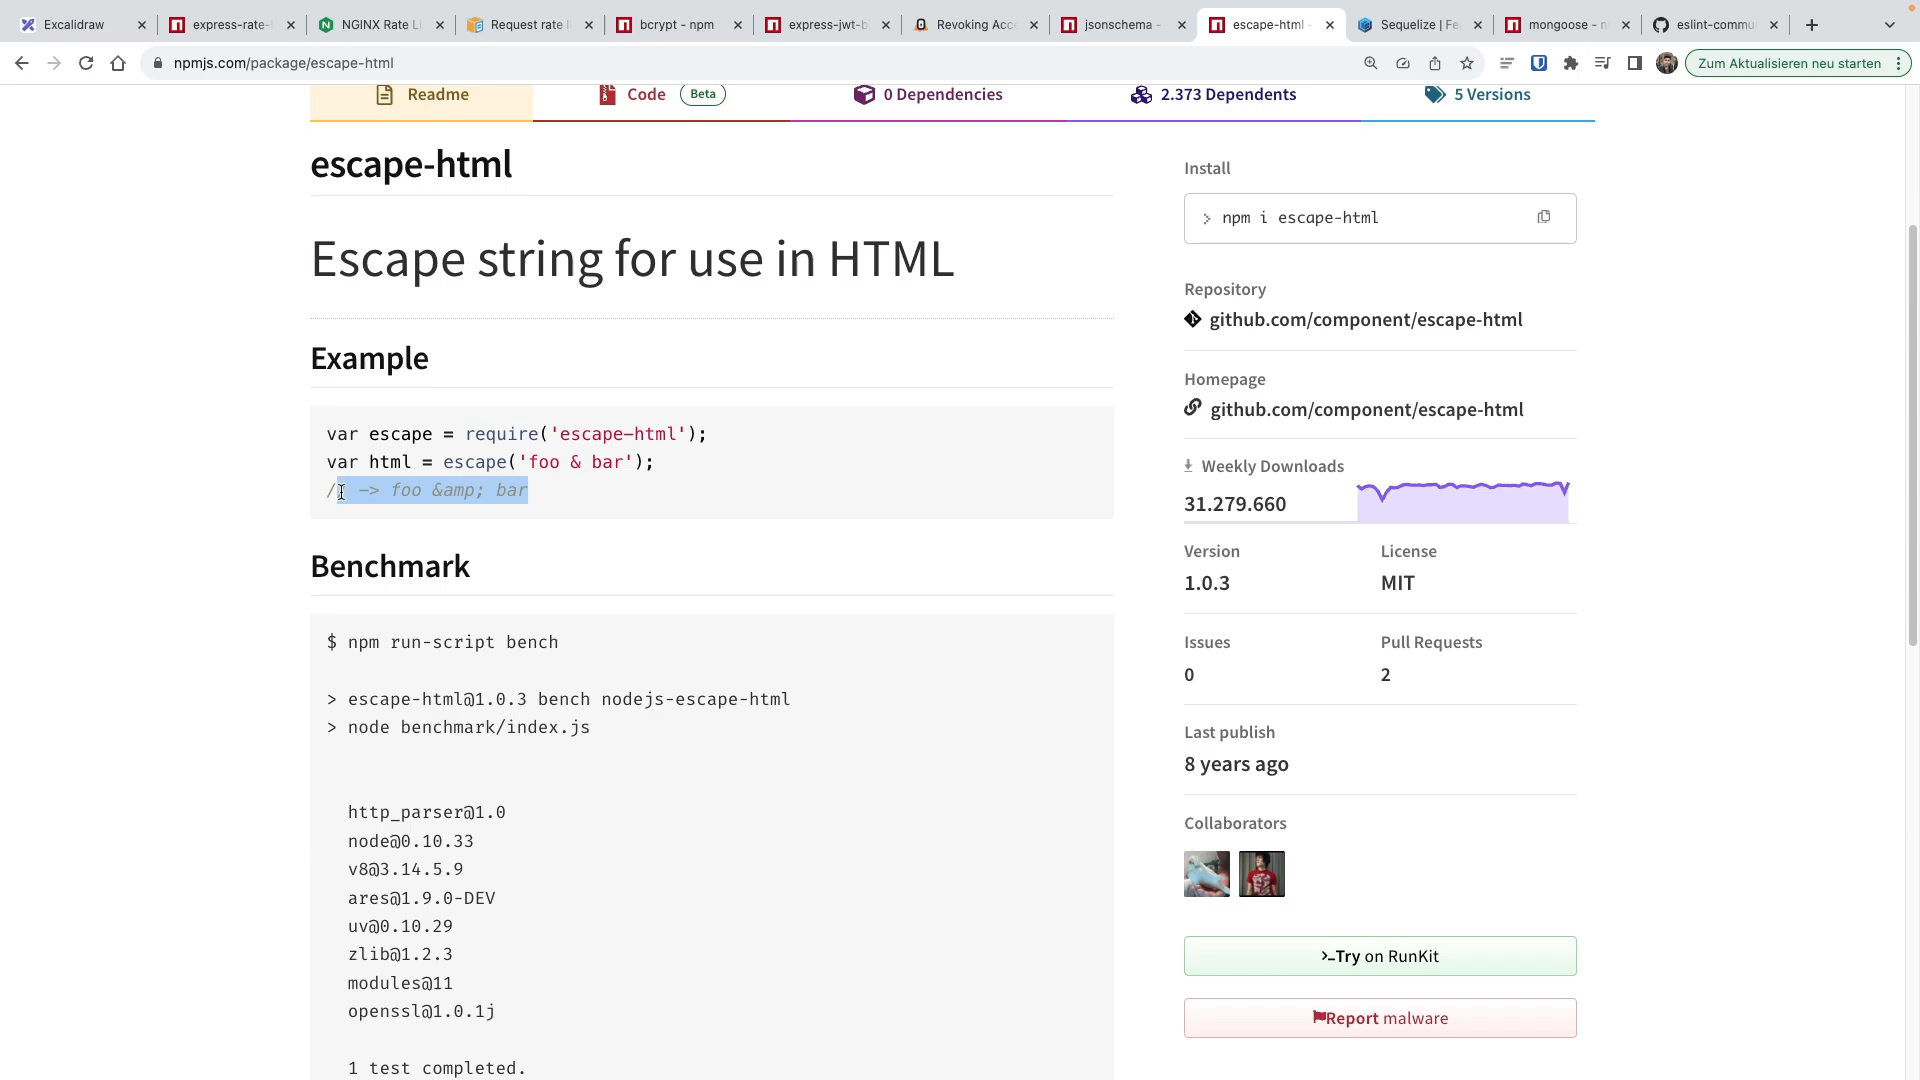 Excalidraw
express-rate-
NGINX Rate Li
Request rate
bcrypt - npm
express-jwt-b
Revoking Acc
jsonschema -
escape-html -
Sequelize | Fe
mongoose - n
eslint-commu
npmjs.com/package/escape-html
Zum Aktualisieren neu starten
Readme
Code
Beta
0 Dependencies
2.373 Dependents
5 Versions
escape-html
Escape string for use in HTML
Example
var escape = require('escape-html');
var html = escape('foo & bar');
// -> foo &amp; bar
Benchmark
$ npm run-script bench
> escape-html@1.0.3 bench nodejs-escape-html
> node benchmark/index.js
http_parser@1.0
node@0.10.33
v8@3.14.5.9
ares@1.9.0-DEV
uv@0.10.29
zlib@1.2.3
modules@11
openssl@1.0.1j
1 test completed.
Install
> npm i escape-html
Repository
github.com/component/escape-html
Homepage
github.com/component/escape-html
Weekly Downloads
31.279.660
Version
License
1.0.3
MIT
Issues
Pull Requests
0
2
Last publish
8 years ago
Collaborators
Try on RunKit
Report malware